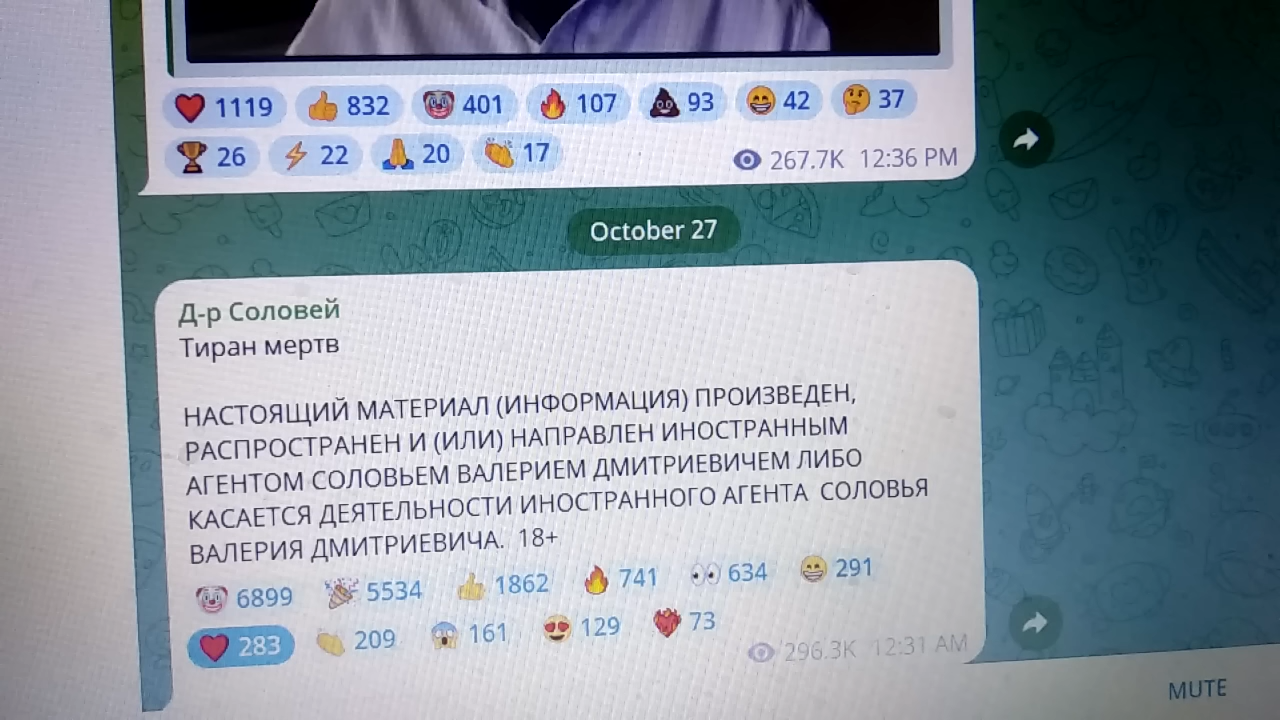 1119 832 401 107 93 42 37
26 22 20 17 267.7K 12:36 PM
October 27
Д-р Соловей
Тиран мертв
НАСТОЯЩИЙ МАТЕРИАЛ (ИНФОРМАЦИЯ) ПРОИЗВЕДЕН,
РАСПРОСТРАНЕН И (ИЛИ) НАПРАВЛЕН ИНОСТРАННЫМ
АГЕНТОМ СОЛОВЬЕМ ВАЛЕРИЕМ ДМИТРИЕВИЧЕМ ЛИБО
КАСАЕТСЯ ДЕЯТЕЛЬНОСТИ ИНОСТРАННОГО АГЕНТА СОЛОВЬЯ
ВАЛЕРИЯ ДМИТРИЕВИЧА. 18+
6899 5534 1862 741 634 291
283 209 161 129 73
296.3K 12:31 AM
MUTE